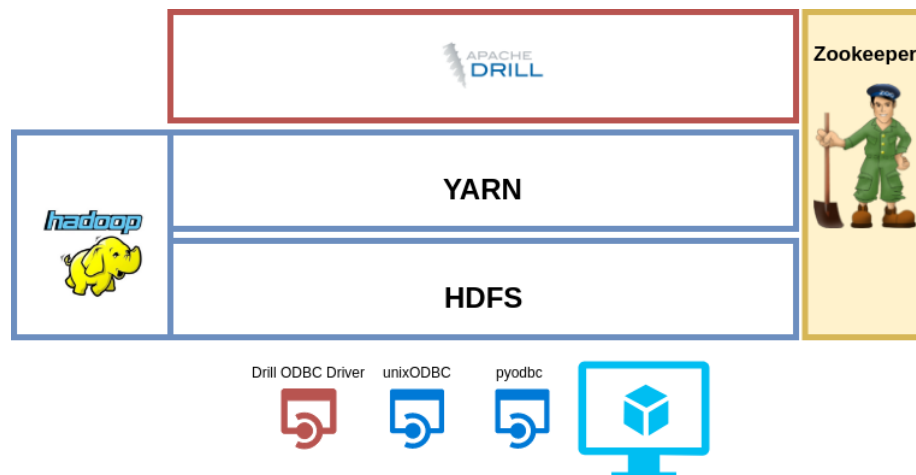 APACHE
DRILL
Zookeeper
YARN
hadoop
HDFS
Drill ODBC Driver
unixODBC
pyodbc